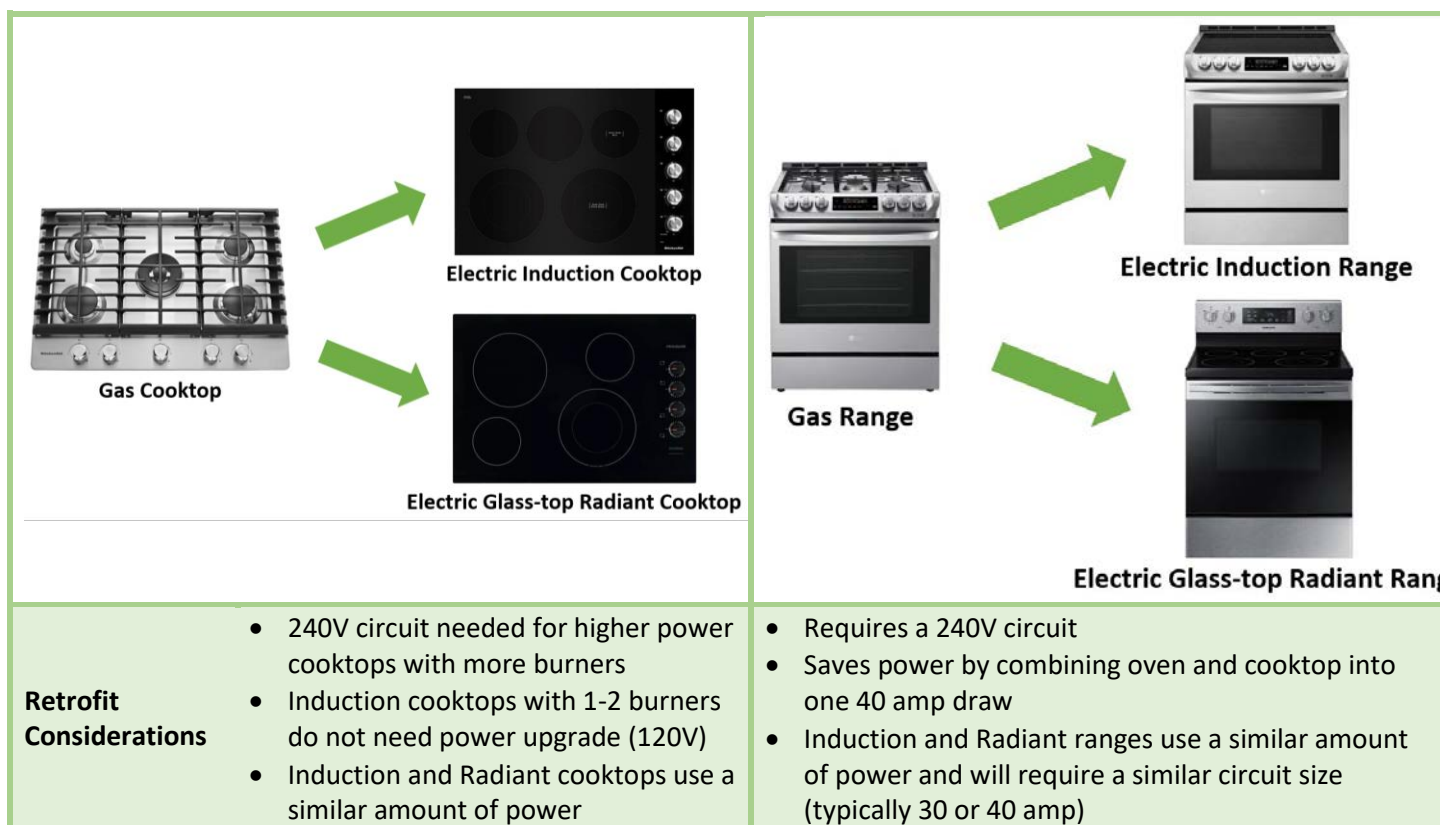 Electric Induction Cooktop
Gas Cooktop
Electric Glass-top Radiant Cooktop
Electric Induction Range
Gas Range
Electric Glass-top Radiant Rang
Retrofit
Considerations
• 240V circuit needed for higher power
cooktops with more burners
• Induction cooktops with 1-2 burners
do not need power upgrade (120V)
• Induction and Radiant cooktops use a
similar amount of power
• Requires a 240V circuit
• Saves power by combining oven and cooktop into
one 40 amp draw
• Induction and Radiant ranges use a similar amount
of power and will require a similar circuit size
(typically 30 or 40 amp)